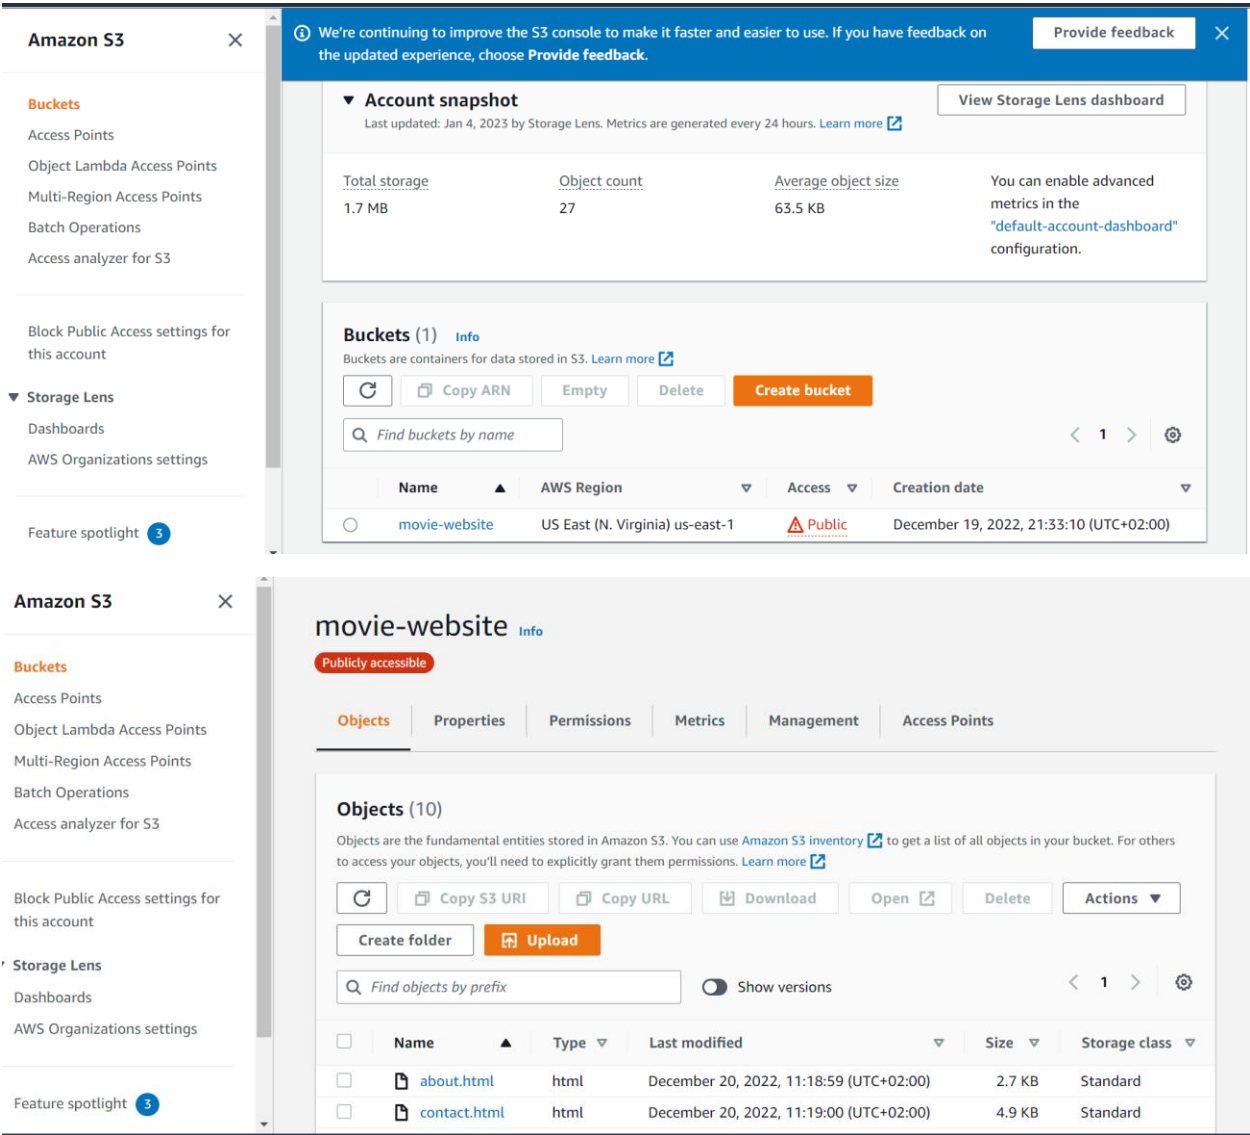 Amazon S3
We're continuing to improve the S3 console to make it faster and easier to use. If you have feedback on
the updated experience, choose Provide feedback.
Provide feedback
Buckets
Access Points
Object Lambda Access Points
Multi-Region Access Points
Batch Operations
Access analyzer for S3
Block Public Access settings for
this account
Storage Lens
Dashboards
AWS Organizations settings
Feature spotlight 3
Account snapshot
Last updated: Jan 4, 2023 by Storage Lens. Metrics are generated every 24 hours. Learn more
View Storage Lens dashboard
Total storage
1.7 MB
Object count
27
Average object size
63.5 KB
You can enable advanced
metrics in the
"default-account-dashboard"
configuration.
Buckets (1) Info
Buckets are containers for data stored in S3. Learn more
Copy ARN Empty Delete Create bucket
Find buckets by name
1
Name AWS Region Access Creation date
movie-website US East (N. Virginia) us-east-1 Public December 19, 2022, 21:33:10 (UTC+02:00)
Amazon S3
Buckets
Access Points
Object Lambda Access Points
Multi-Region Access Points
Batch Operations
Access analyzer for S3
Block Public Access settings for
this account
Storage Lens
Dashboards
AWS Organizations settings
Feature spotlight 3
movie-website Info
Publicly accessible
Objects Properties Permissions Metrics Management Access Points
Objects (10)
Objects are the fundamental entities stored in Amazon S3. You can use Amazon S3 inventory to get a list of all objects in your bucket. For others
to access your objects, you'll need to explicitly grant them permissions. Learn more
Copy S3 URI Copy URL Download Open Delete Actions
Create folder Upload
Find objects by prefix Show versions 1
Name Type Last modified Size Storage class
about.html html December 20, 2022, 11:18:59 (UTC+02:00) 2.7 KB Standard
contact.html html December 20, 2022, 11:19:00 (UTC+02:00) 4.9 KB Standard